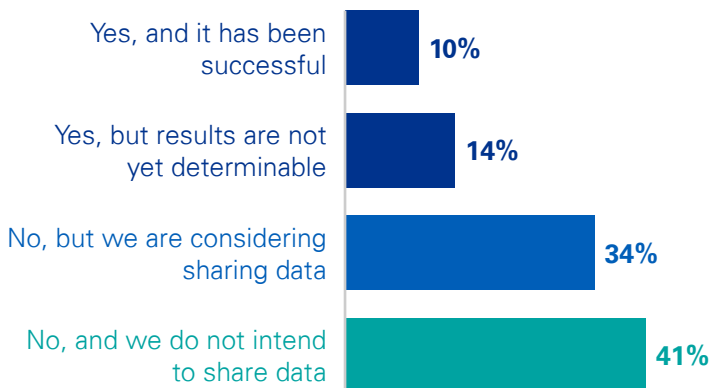 Yes, and it has been
successful
10%
Yes, but results are not
yet determinable
14%
No, but we are considering
sharing data
34%
No, and we do not intend
to share data
41%